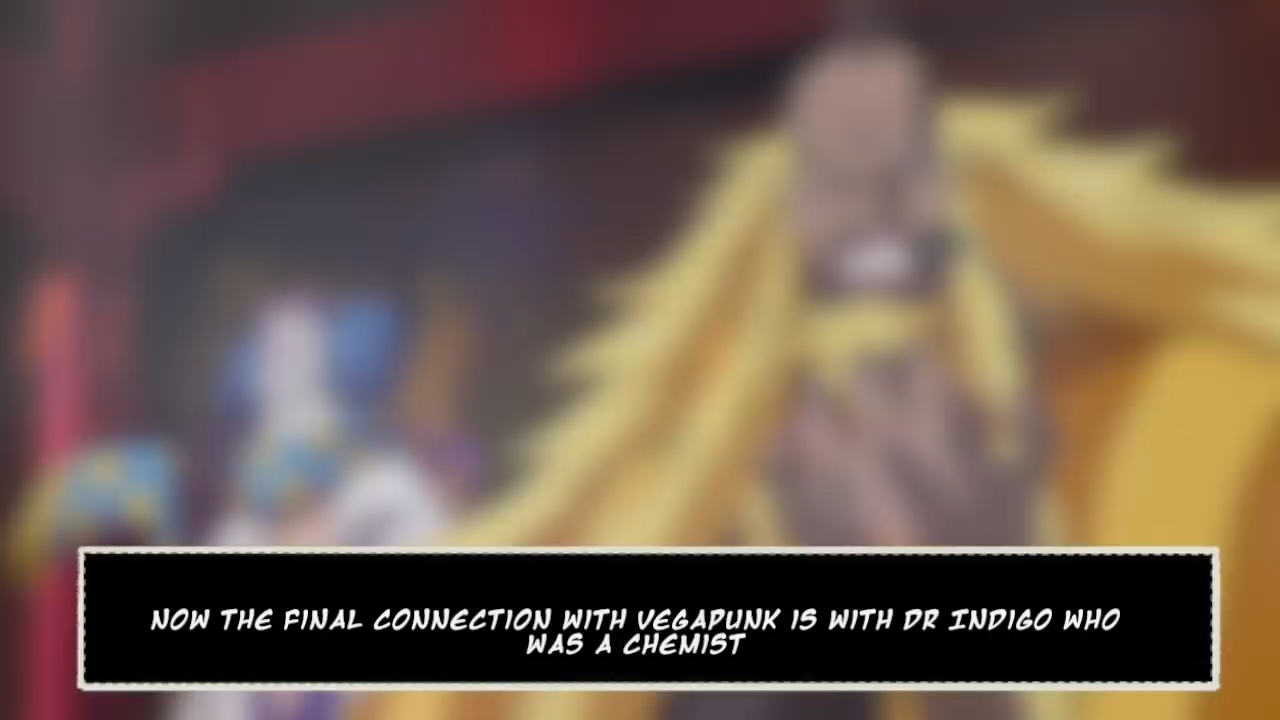 NOW THE FINAL CONNECTION WITH VEGAPUNK IS WITH DR INDIGO WHO
WAS A CHEMIST